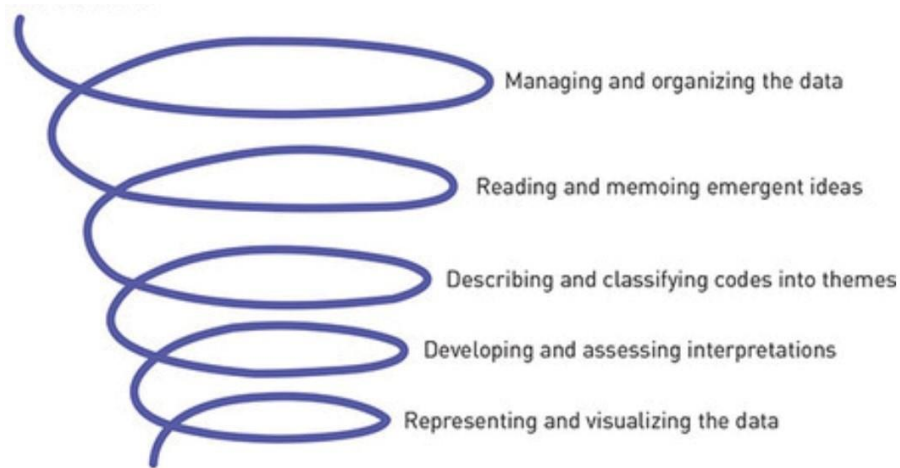 Managing and organizing the data
Reading and memoing emergent ideas
Describing and classifying codes into themes
Developing and assessing interpretations
Representing and visualizing the data